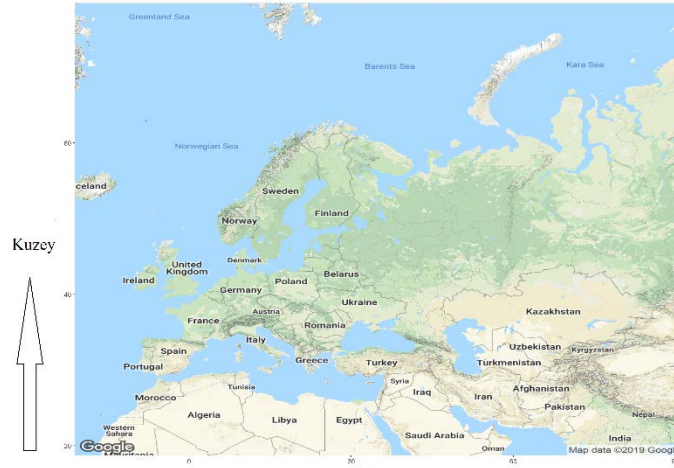 Greenland Sea
Barents Sea
Kara Sea
60
Norwegian Sea
celand
Sweden
Finland
Norway
Kuzey
Denmark
United
Kingdom
Ireland
Belarus
Poland
Germany
40
Ukraine
Austria
France
Kazakhstan
Romania
Italy
Uzbekistan
Kyrgyzstan
Spain
Portugal
Greece
Turkey
Turkmenistan
Tunisia
Syria
Afghanistan
Morocco
Iraq
Iran
Pakistan
Algeria
Libya
Egypt
Nepal
Western
Sahara
Saudi Arabia
India
20
Google
Oman
Map data ©2019 Googl
Mauritania
0